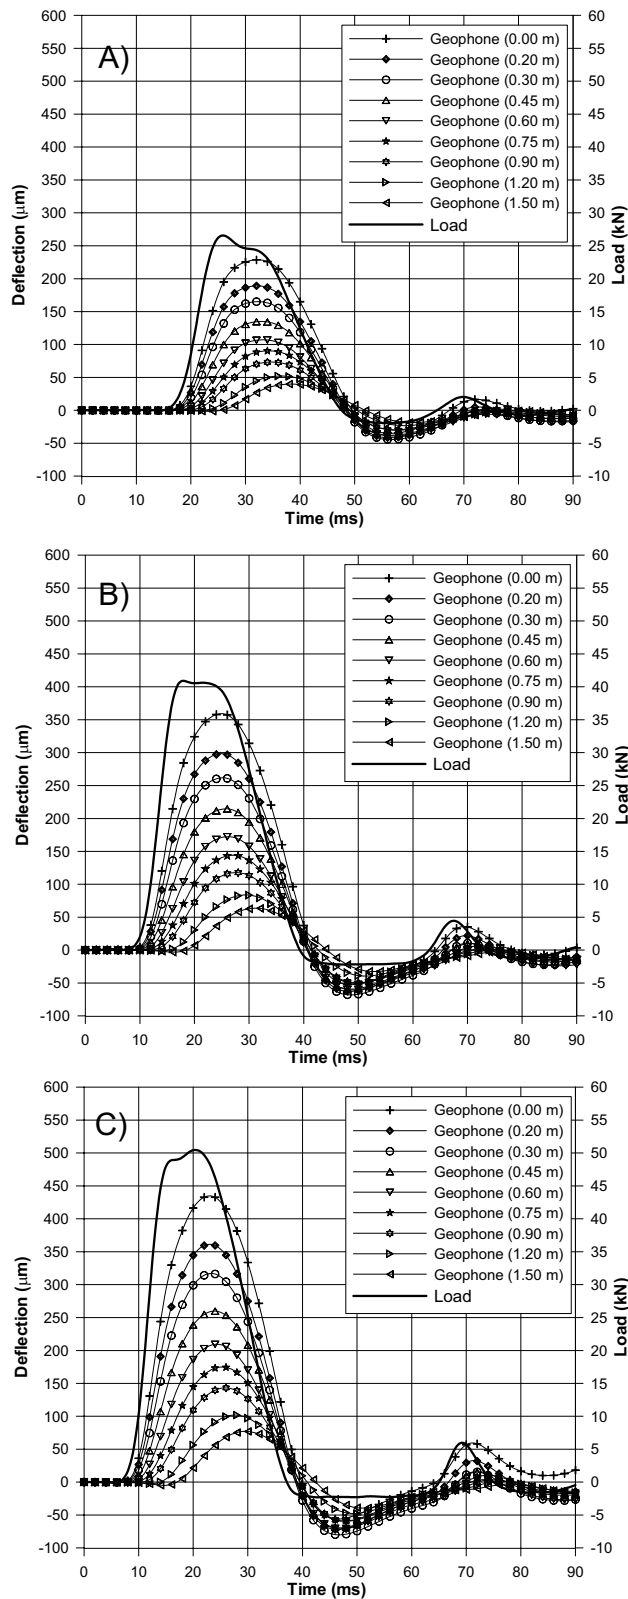 A)
Geophone (0.00 m)
Geophone (0.20 m)
Geophone (0.30 m)
Geophone (0.45 m)
Geophone (0.60 m)
Geophone (0.75 m)
Geophone (0.90 m)
Geophone (1.20 m)
Geophone (1.50 m)
Load
600
550
500
450
400
350
300
250
200
150
100
50
0
-50
-100
Deflection (μm)
60
55
50
45
40
35
30
25
20
15
10
5
0
-5
-10
Load (kN)
0 10 20 30 40 50 60 70 80 90
Time (ms)
B)
Geophone (0.00 m)
Geophone (0.20 m)
Geophone (0.30 m)
Geophone (0.45 m)
Geophone (0.60 m)
Geophone (0.75 m)
Geophone (0.90 m)
Geophone (1.20 m)
Geophone (1.50 m)
Load
600
550
500
450
400
350
300
250
200
150
100
50
0
-50
-100
Deflection (μm)
60
55
50
45
40
35
30
25
20
15
10
5
0
-5
-10
Load (kN)
0 10 20 30 40 50 60 70 80 90
Time (ms)
C)
Geophone (0.00 m)
Geophone (0.20 m)
Geophone (0.30 m)
Geophone (0.45 m)
Geophone (0.60 m)
Geophone (0.75 m)
Geophone (0.90 m)
Geophone (1.20 m)
Geophone (1.50 m)
Load
600
550
500
450
400
350
300
250
200
150
100
50
0
-50
-100
Deflection (μm)
60
55
50
45
40
35
30
25
20
15
10
5
0
-5
-10
Load (kN)
0 10 20 30 40 50 60 70 80 90
Time (ms)